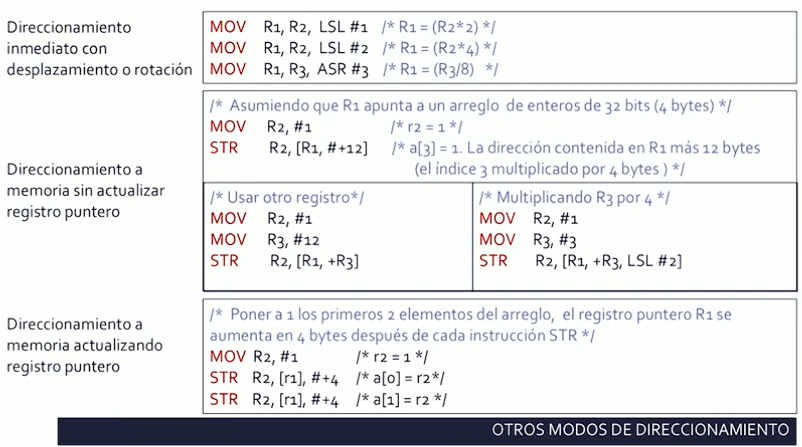 Direccionamiento
inmediato con
desplazamiento o rotación
MOV R1, R2, LSL #1 /* R1 = (R2*2) */
MOV R1, R2, LSL #2 /* R1 = (R2*4) */
MOV R1, R3, ASR #3 /* R1 = (R3/8) */
Direccionamiento a
memoria sin actualizar
registro puntero
/* Asumiendo que R1 apunta a un arreglo de enteros de 32 bits (4 bytes) */
MOV R2, #1 /* r2 = 1 */
STR R2, [R1, #+12] /* a[3] = 1. La dirección contenida en R1 más 12 bytes
(el índice 3 multiplicado por 4 bytes ) */
/* Usar otro registro*/
MOV R2, #1
MOV R3, #12
STR R2, [R1, +R3]
/* Multiplicando R3 por 4 */
MOV R2, #1
MOV R3, #3
STR R2, [R1, +R3, LSL #2]
Direccionamiento a
memoria actualizando
registro puntero
/* Poner a 1 los primeros 2 elementos del arreglo, el registro puntero R1 se
aumenta en 4 bytes después de cada instrucción STR */
MOV R2, #1 /* r2 = 1 */
STR R2, [r1], #+4 /* a[0] = r2*/
STR R2, [r1], #+4 /* a[1] = r2 */
OTROS MODOS DE DIRECCIONAMIENTO